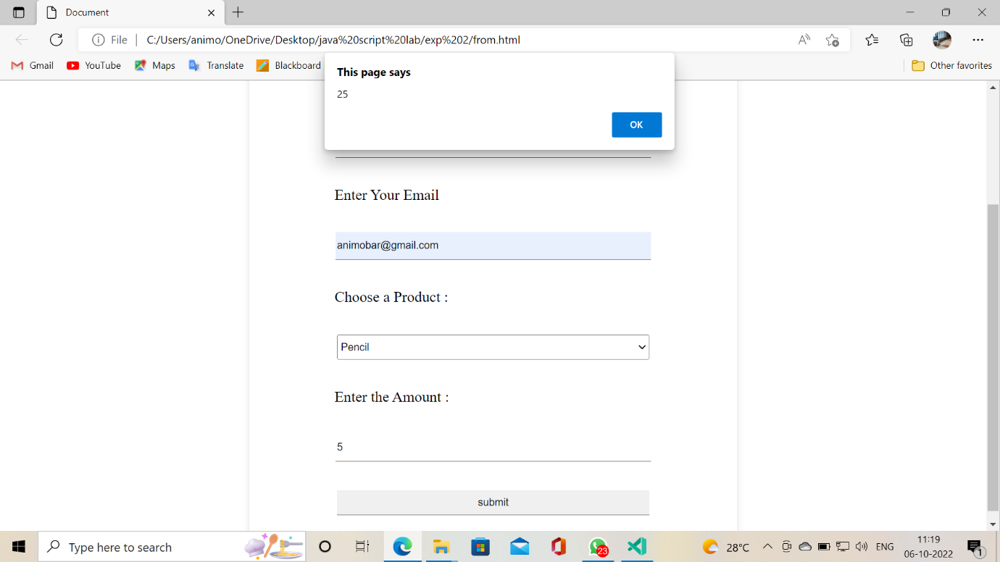 Document
File
C:/Users/animo/OneDrive/Desktop/java%20script%20lab/exp%202/from.html
Gmail YouTube Maps Translate Blackboard Other favorites
This page says
25
OK
Enter Your Email
animobar@gmail.com
Choose a Product :
Pencil
Enter the Amount :
5
submit
Type here to search
23
28°C
ENG
11:19
06-10-2022
1